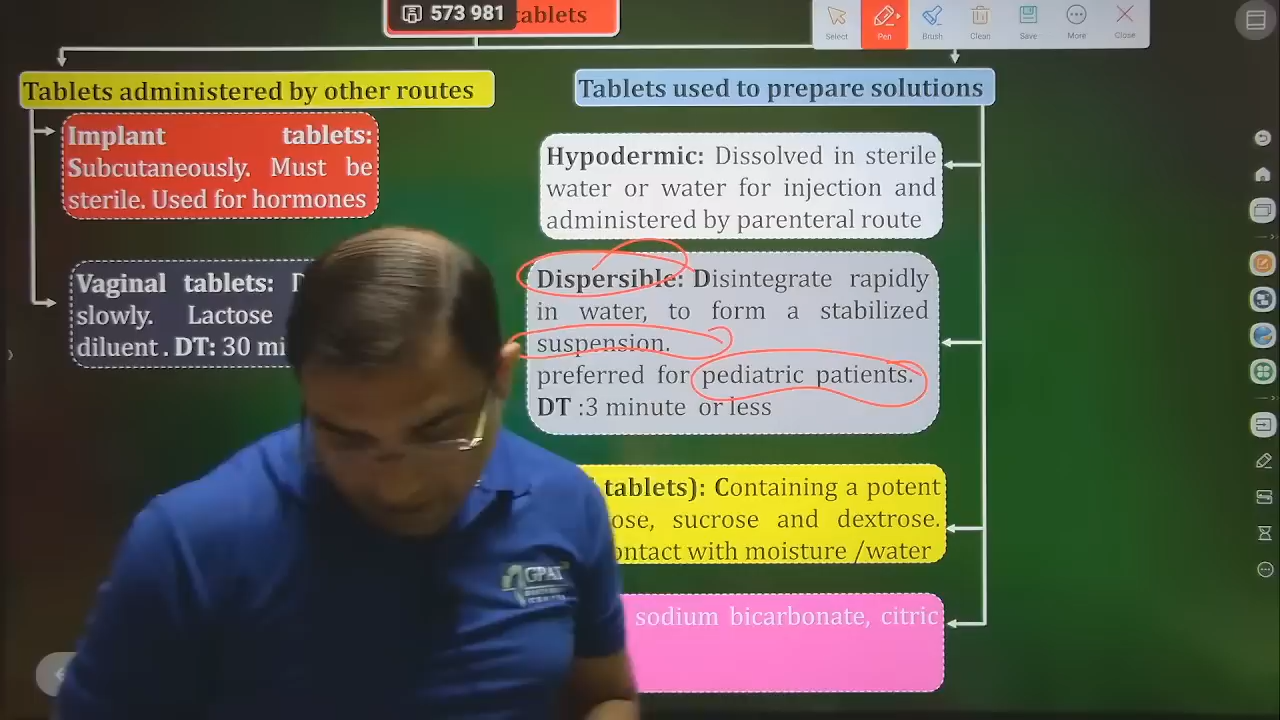 573 981
tablets
Select
Pen
Brush
Clean
Save
More
Close
Tablets administered by other routes
Implant tablets:
Subcutaneously. Must be
sterile. Used for hormones
Vaginal tablets:
slowly. Lactose
diluent . DT: 30
Tablets used to prepare solutions
Hypodermic: Dissolved in sterile
water or water for injection and
administered by parenteral route
Dispersible: Disintegrate rapidly
in water, to form a stabilized
suspension.
preferred for pediatric patients.
DT :3 minute or less
tablets): Containing a potent
sucrose and dextrose.
with moisture /water
sodium bicarbonate, citric
GPAT